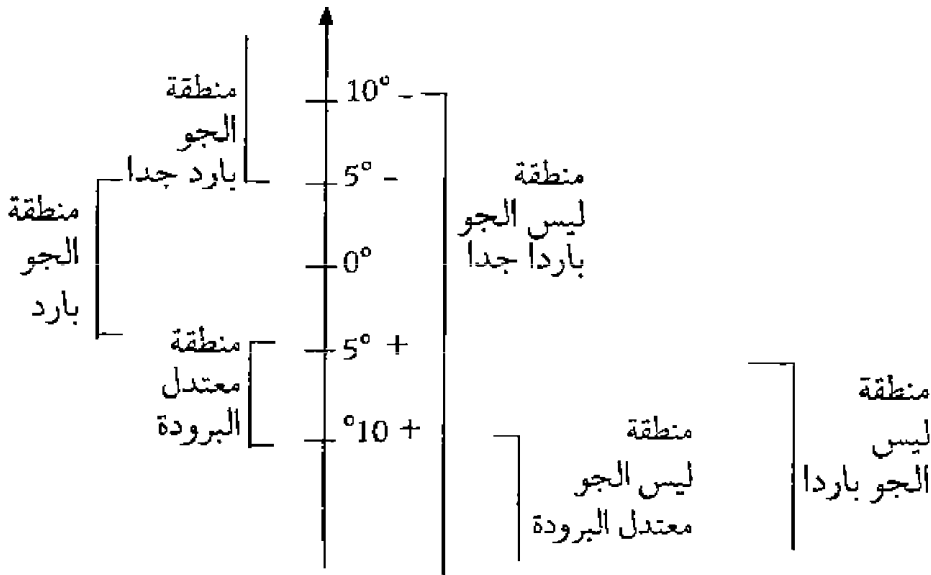 منطقة
الجو
بارد جدا
منطقة
الجو
بارد
منطقة
معتدل
البرودة
10° -
5° -
0°
5° +
°10 +
منطقة
ليس الجو
باردا جدا
منطقة
ليس الجو
معتدل البرودة
منطقة
ليس
الجو باردا